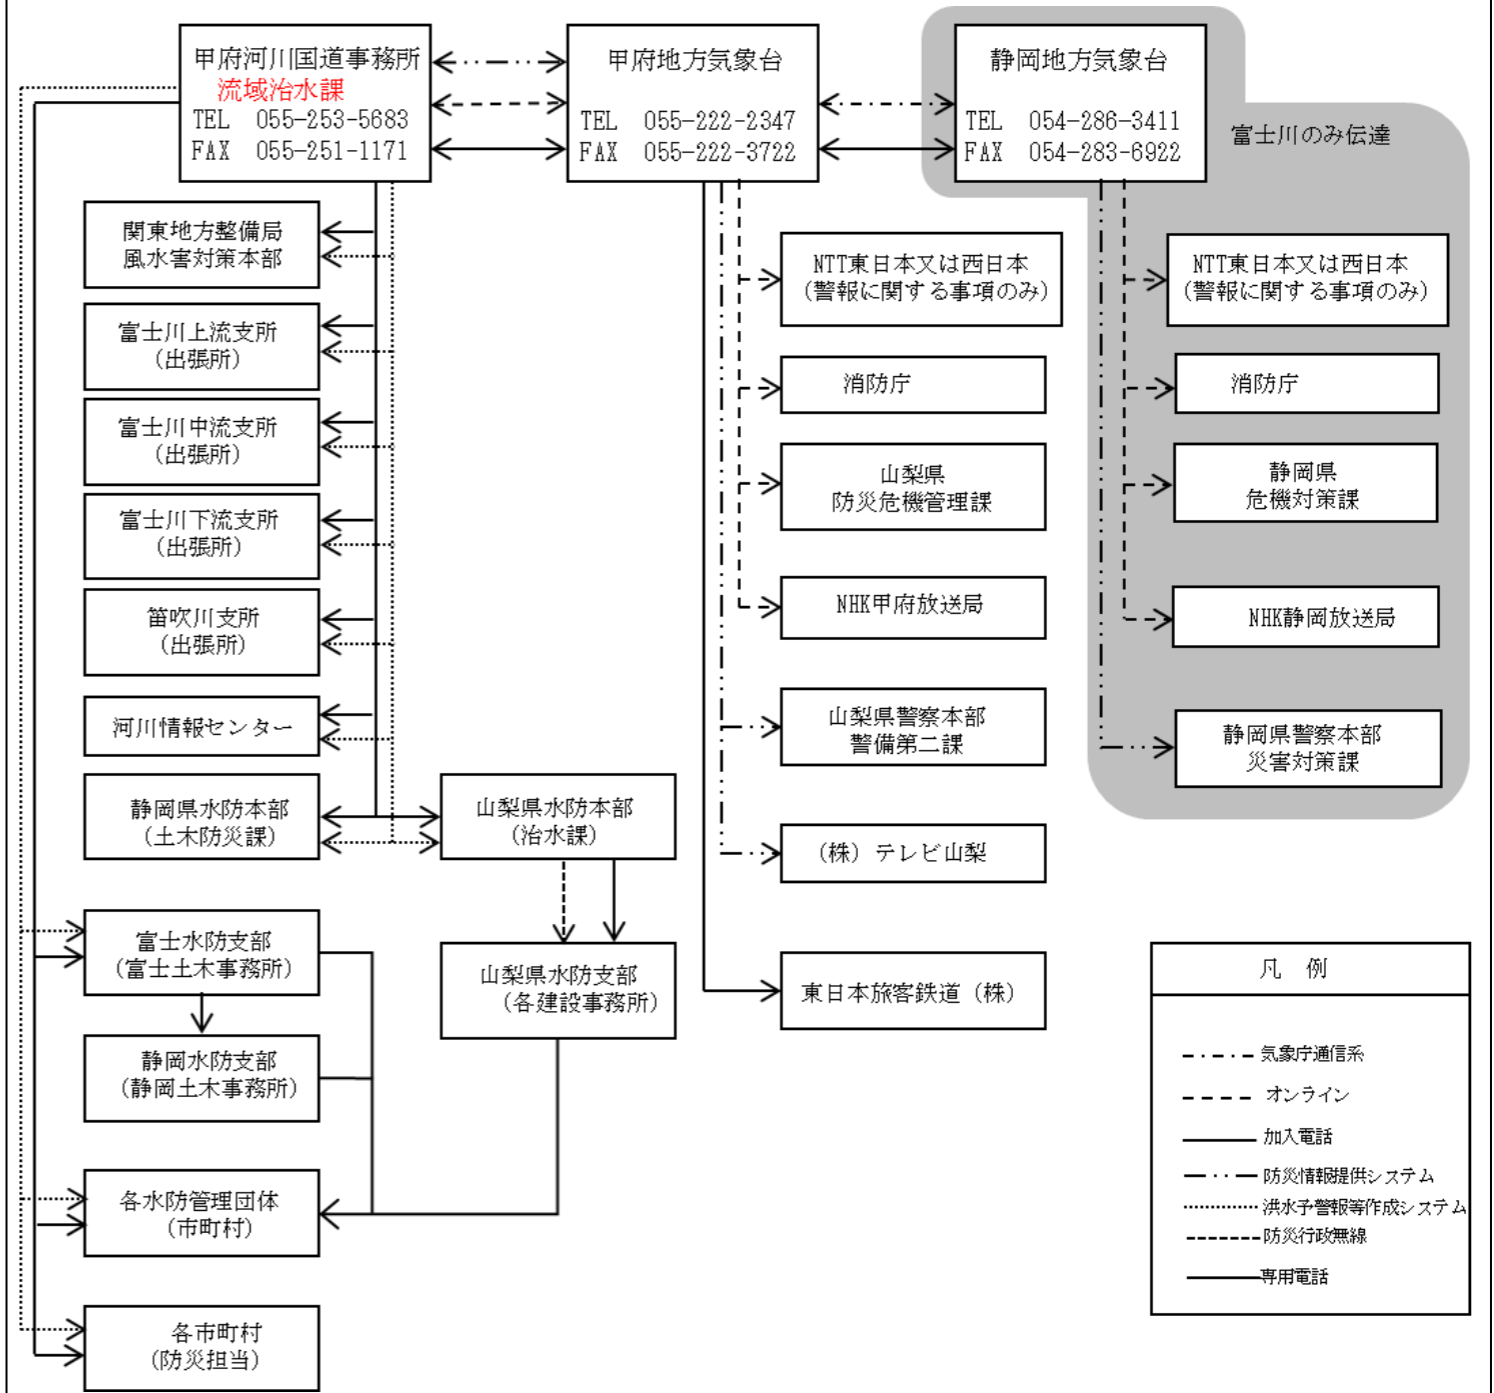 甲府河川国道事務所
流域治水課
TEL 055-253-5683
FAX 055-251-1171
甲府地方気象台
TEL 055-222-2347
FAX 055-222-3722
静岡地方気象台
TEL 054-286-3411
FAX 054-283-6922
富士川のみ伝達
関東地方整備局
風水害対策本部
富士川上流支所
（出張所）
富士川中流支所
（出張所）
富士川下流支所
（出張所）
笛吹川支所
（出張所）
河川情報センター
静岡県水防本部
（土木防災課）
山梨県水防本部
（治水課）
富士水防支部
（富士土木事務所）
静岡水防支部
（静岡土木事務所）
山梨県水防支部
（各建設事務所）
各水防管理団体
（市町村）
各市町村
（防災担当）
NTT東日本又は西日本
（警報に関する事項のみ）
消防庁
山梨県
防災危機管理課
NHK甲府放送局
山梨県警察本部
警備第二課
（株）テレビ山梨
東日本旅客鉄道（株）
NTT東日本又は西日本
（警報に関する事項のみ）
消防庁
静岡県
危機対策課
NHK静岡放送局
静岡県警察本部
災害対策課
凡 例
気象庁通信系
オンライン
加入電話
防災情報提供システム
洪水予警報等作成システム
防災行政無線
専用電話